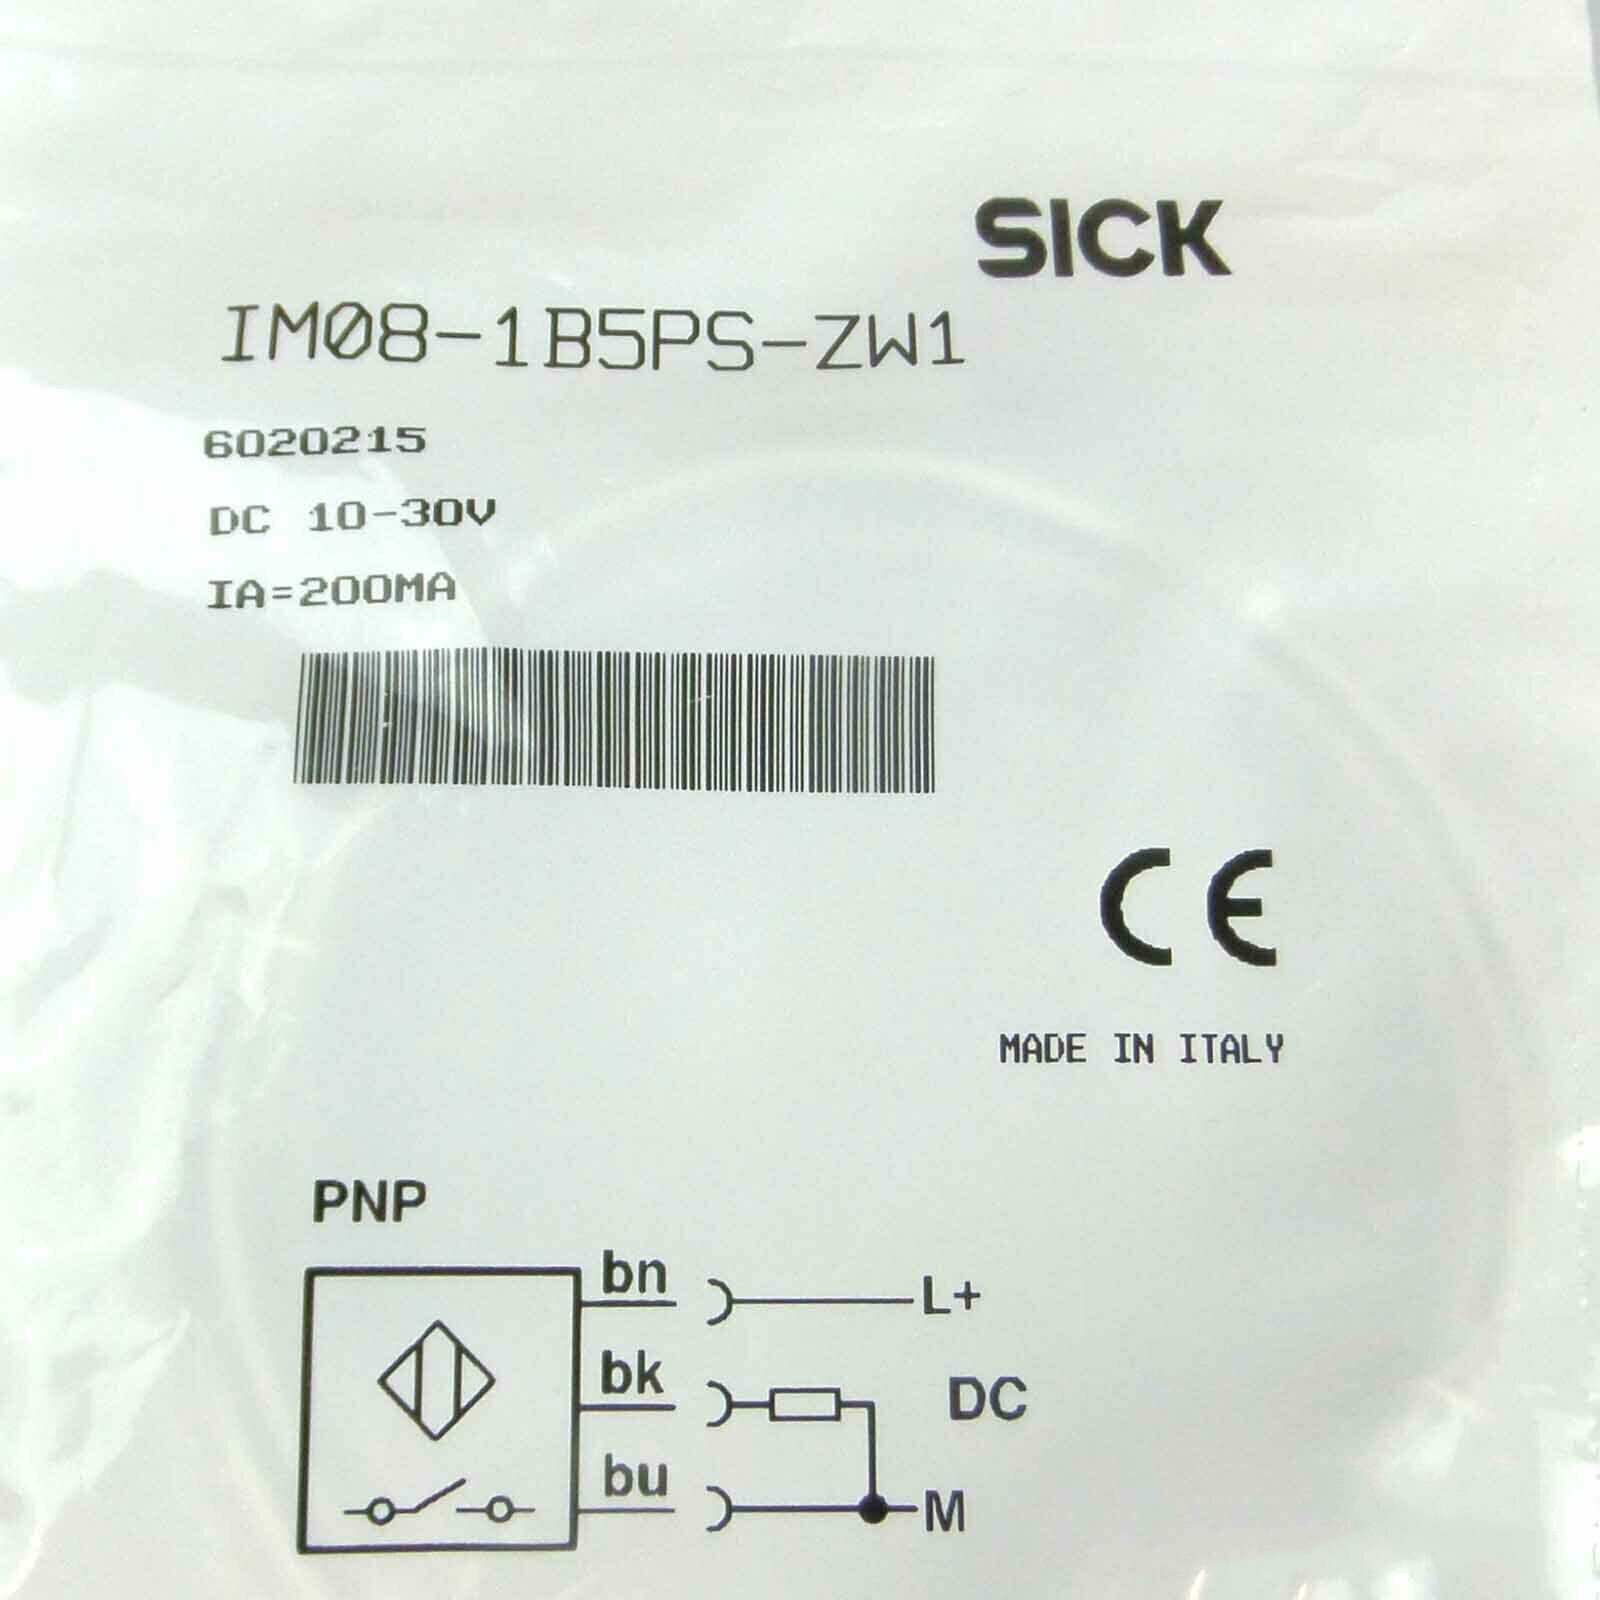 SICK
IM08-1B5PS-ZW1
6020215
DC 10-30V
IA=200MA
CE
MADE IN ITALY
PNP
bn
L+
bk
DC
bu
M